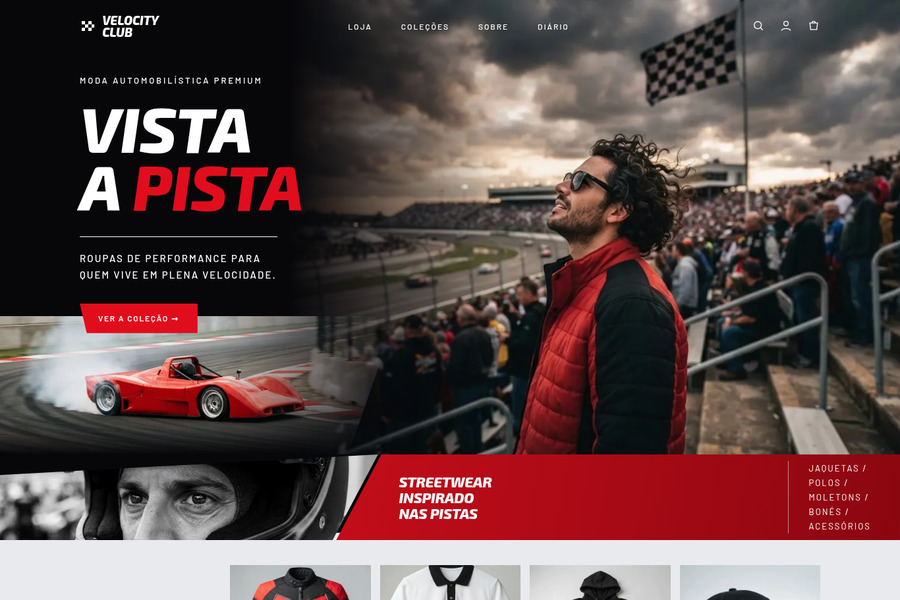 VELOCITY
CLUB
LOJA
COLEÇÕES
SOBRE
DIÁRIO
MODA AUTOMOBILÍSTICA PREMIUM
VISTA
A PISTA
ROUPAS DE PERFORMANCE PARA
QUEM VIVE EM PLENA VELOCIDADE.
VER A COLEÇÃO →
STREETWEAR
INSPIRADO
NAS PISTAS
JAQUETAS /
POLOS /
MOLETONS /
BONÉS /
ACESSÓRIOS